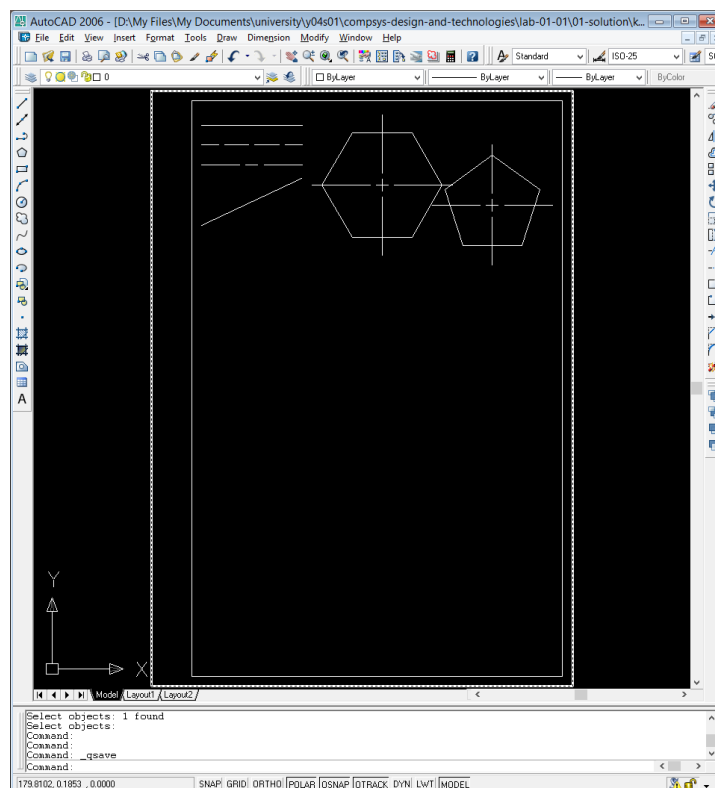 AutoCAD 2006 - [D:\My Files\My Documents\university\y04s01\compsys-design-and-technologies\lab-01-01\01-solution\k...
File Edit View Insert Format Tools Draw Dimension Modify Window Help
Standard ISO-25
0 ByLayer ByLayer ByLayer ByColor
A
Y
X
Model Layout1 Layout2
Select objects: 1 found
Select objects:
Command:
Command:
Command: _qsave
Command:
179.8102, 0.1853 , 0.0000 SNAP GRID ORTHO POLAR OSNAP OTRACK DYN LWT MODEL